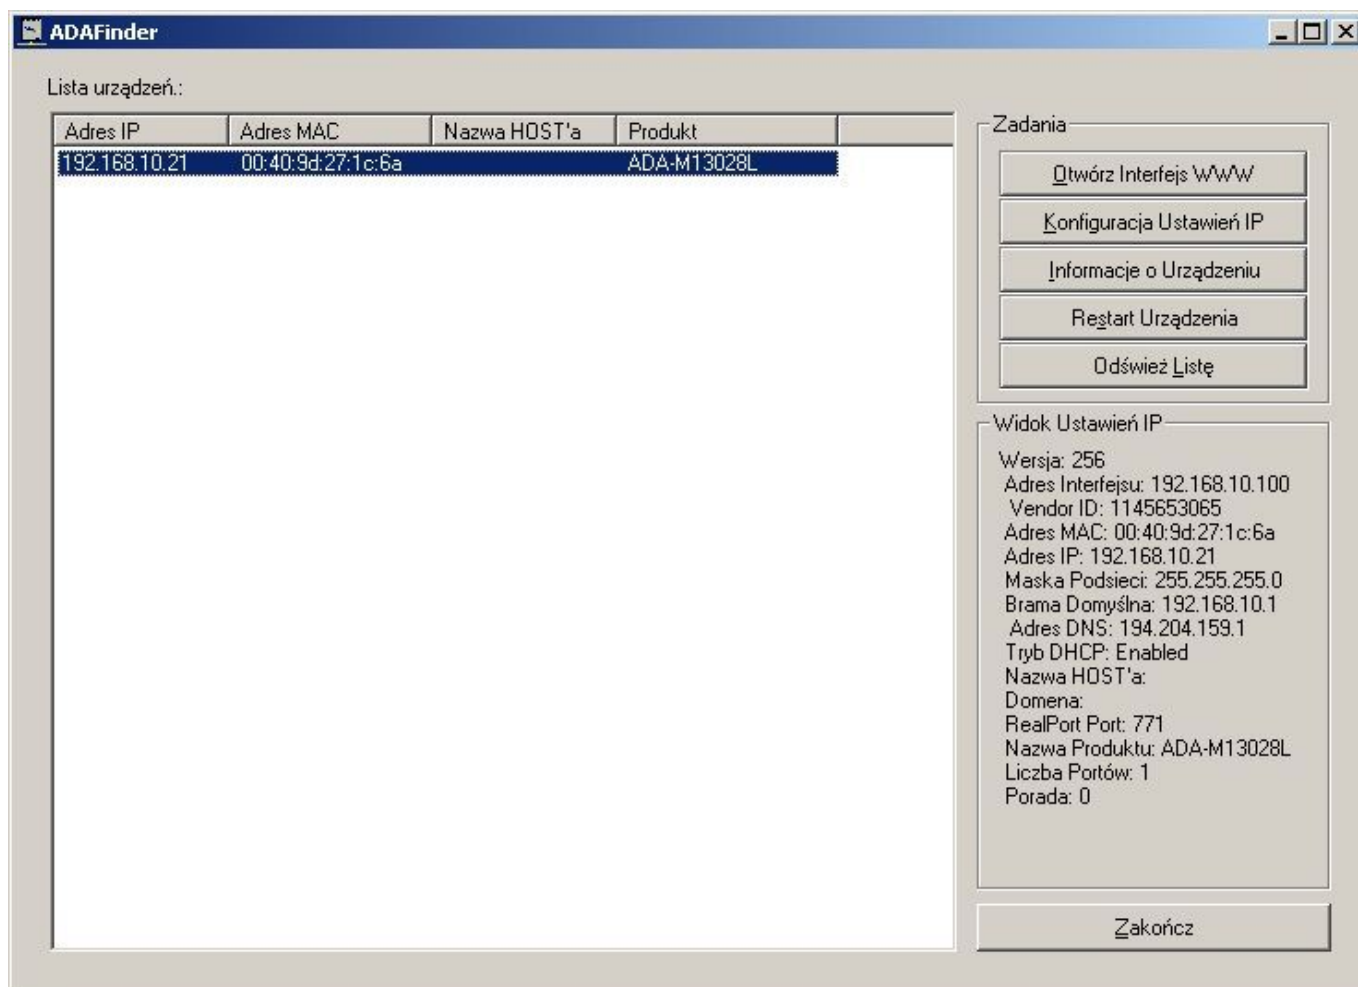 ADAFinder
Lista urządzeń.:
Adres IP Adres MAC Nazwa HOST'a Produkt
192.168.10.21 00:40:9d:27:1c:6a ADA-M13028L
Zadania
Otwórz Interfejs WWW
Konfiguracja Ustawień IP
Informacje o Urządzeniu
Restart Urządzenia
Odśwież Listę
Widok Ustawień IP
Wersja: 256
Adres Interfejsu: 192.168.10.100
Vendor ID: 1145653065
Adres MAC: 00:40:9d:27:1c:6a
Adres IP: 192.168.10.21
Maska Podsieci: 255.255.255.0
Brama Domyślna: 192.168.10.1
Adres DNS: 194.204.159.1
Tryb DHCP: Enabled
Nazwa HOST'a:
Domena:
RealPort Port: 771
Nazwa Produktu: ADA-M13028L
Liczba Portów: 1
Porada: 0
Zakończ